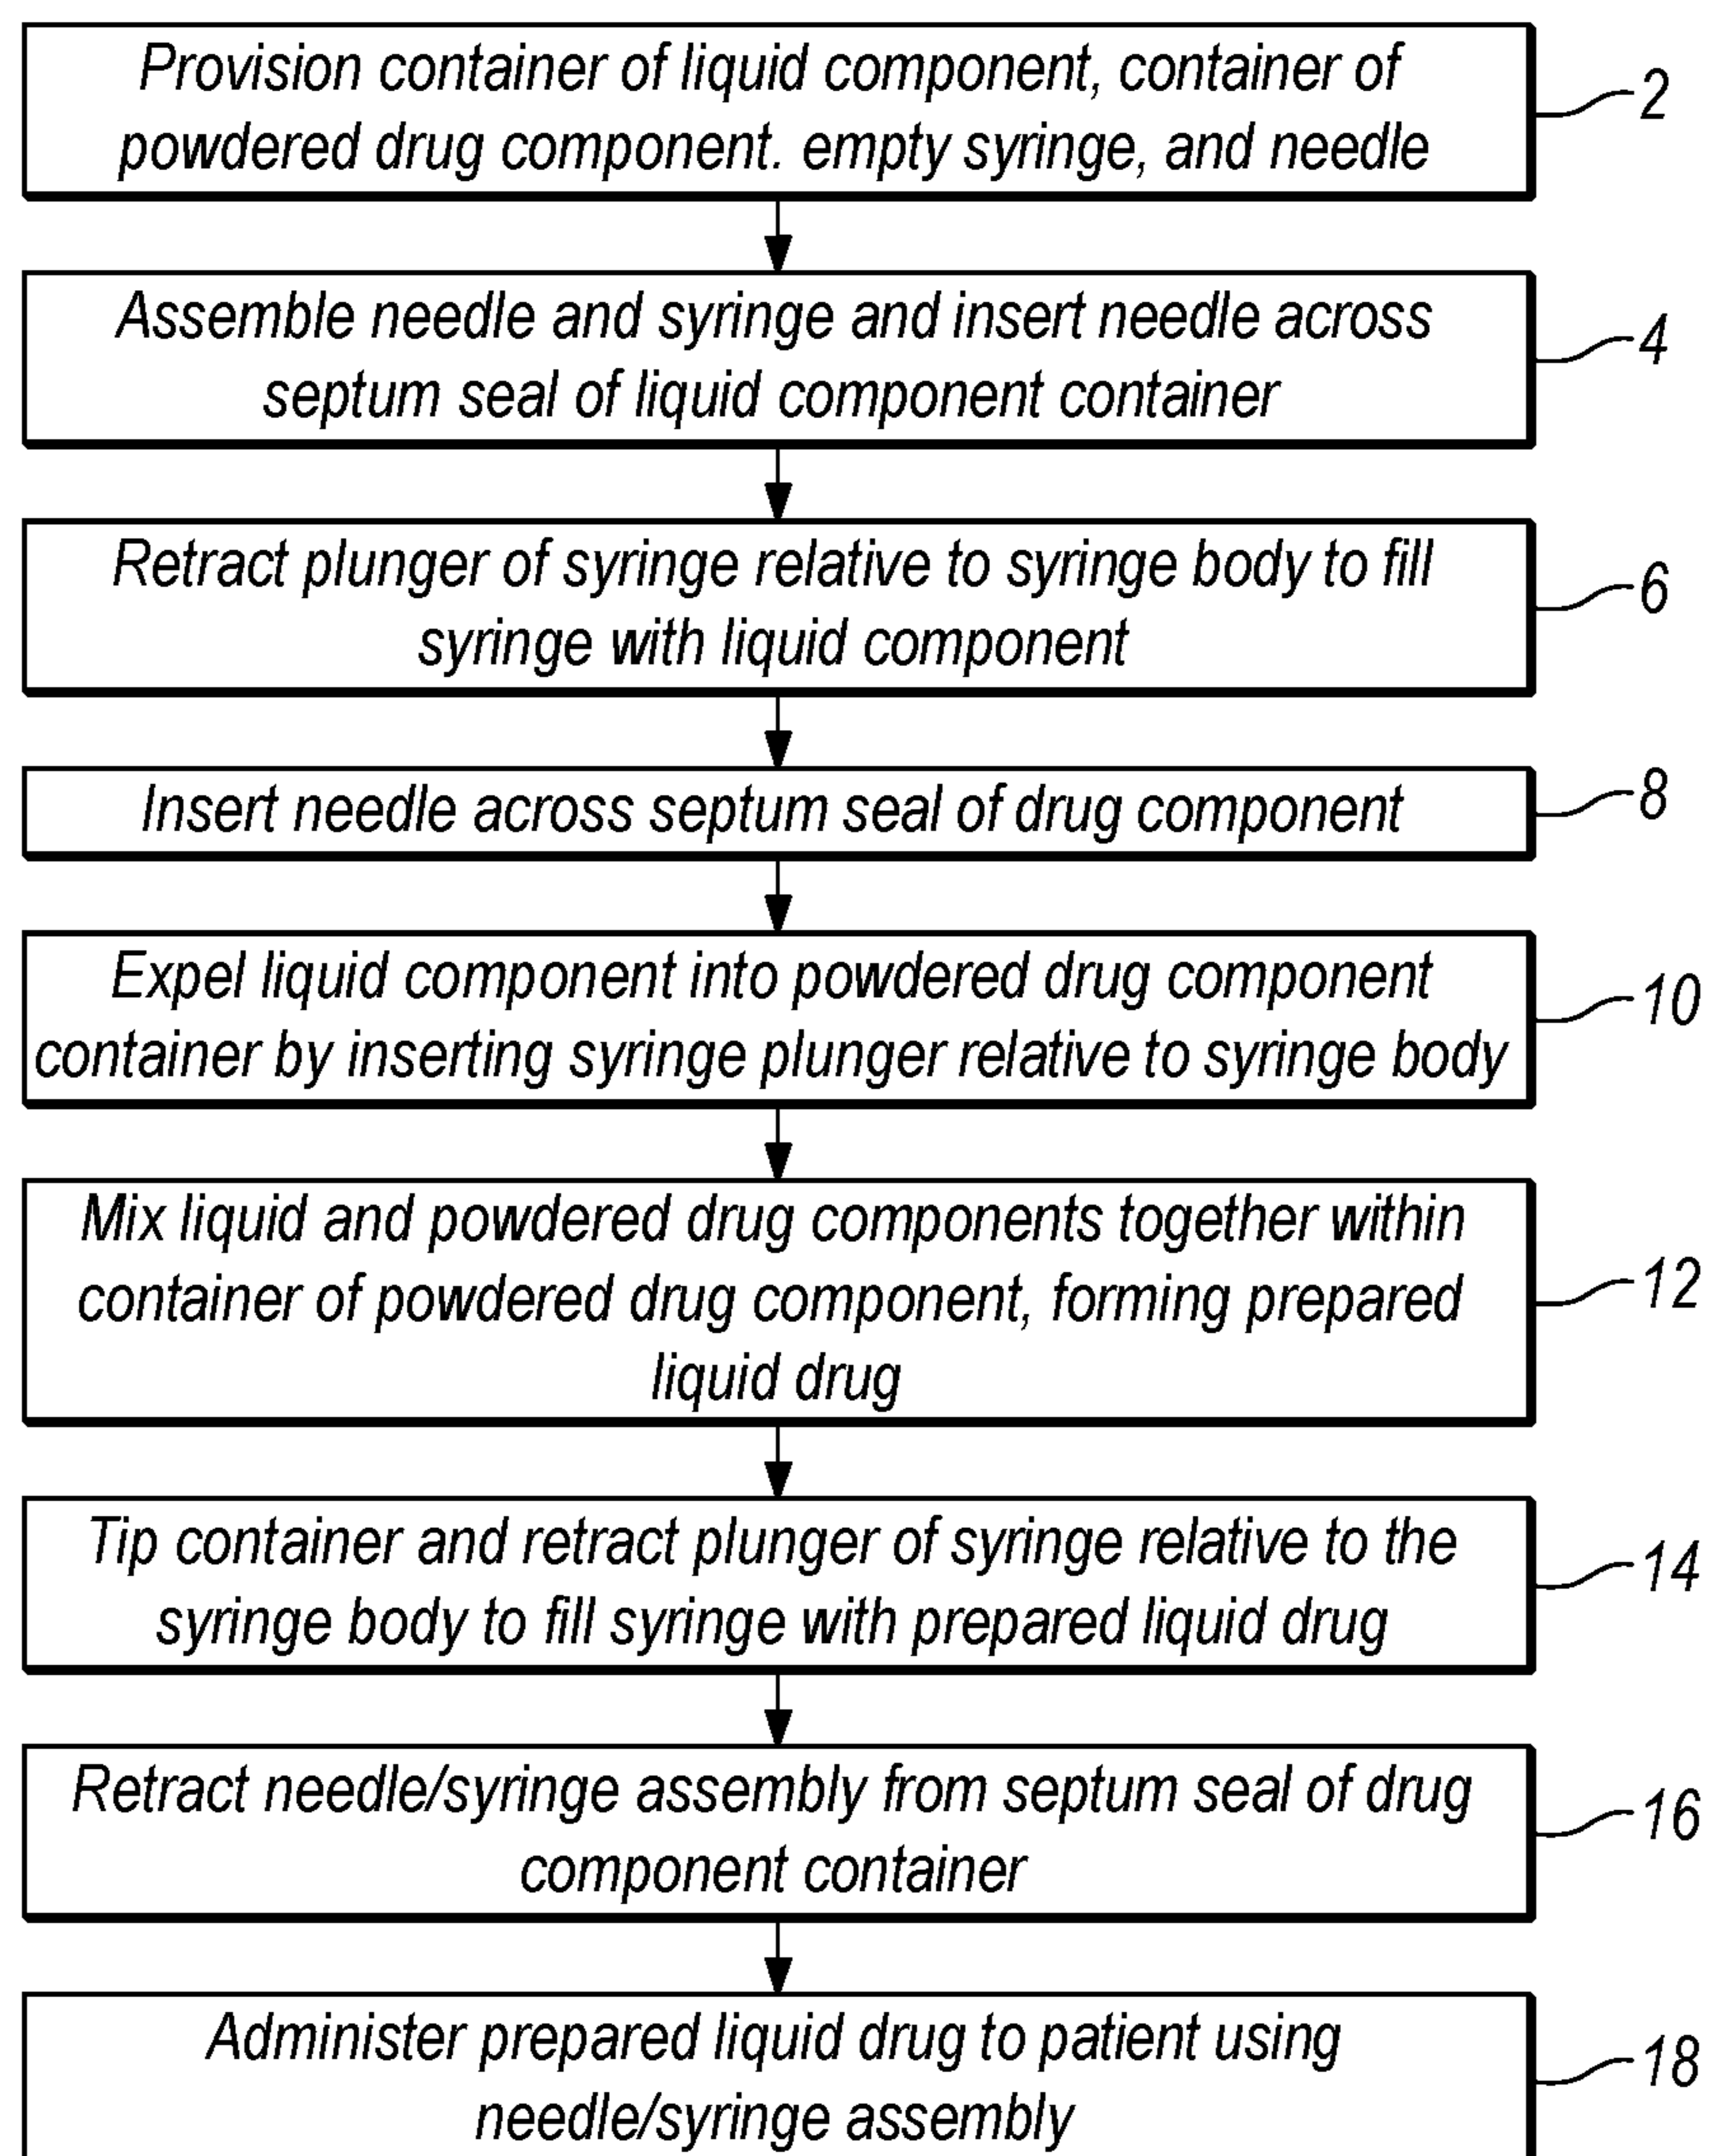 Provision container of liquid component, container of
powdered drug component. empty syringe, and needle
2
Assemble needle and syringe and insert needle across
septum seal of liquid component container
4
Retract plunger of syringe relative to syringe body to fill
syringe with liquid component
6
Insert needle across septum seal of drug component
8
Expel liquid component into powdered drug component
container by inserting syringe plunger relative to syringe body
10
Mix liquid and powdered drug components together within
container of powdered drug component, forming prepared
liquid drug
12
Tip container and retract plunger of syringe relative to the
syringe body to fill syringe with prepared liquid drug
14
Retract needle/syringe assembly from septum seal of drug
component container
16
Administer prepared liquid drug to patient using
needle/syringe assembly
18